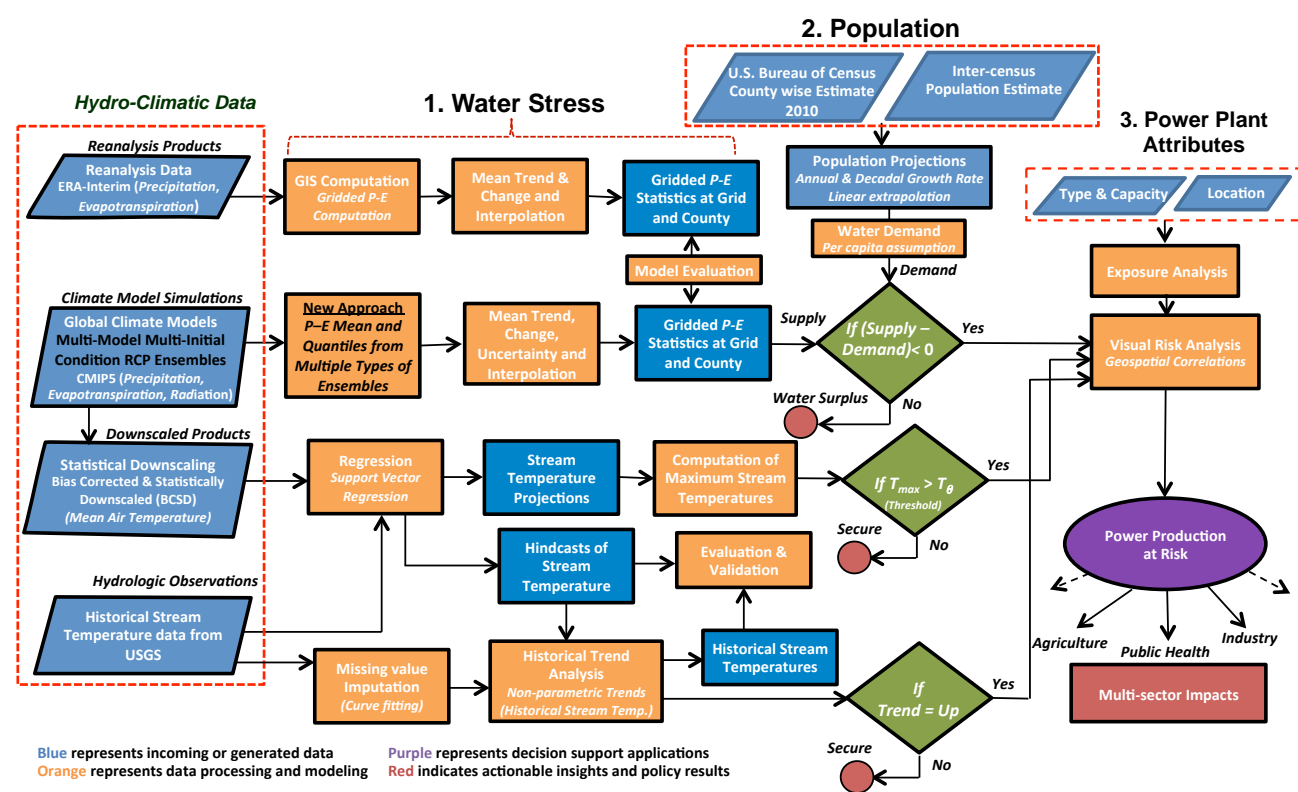 2. Population
U.S. Bureau of Census
County wise Estimate
2010
Inter-census
Population Estimate
Hydro-Climatic Data
1. Water Stress
3. Power Plant
Attributes
Reanalysis Products
Reanalysis Data
ERA-Interim (Precipitation,
Evapotranspiration)
GIS Computation
Gridded P-E
Computation
Mean Trend &
Change and
Interpolation
Gridded P-E
Statistics at Grid
and County
Population Projections
Annual & Decadal Growth Rate
Linear extrapolation
Type & Capacity
Location
Water Demand
Per capita assumption
Model Evaluation
Demand
Exposure Analysis
Climate Model Simulations
Global Climate Models
Multi-Model Multi-Initial
Condition RCP Ensembles
CMIP5 (Precipitation,
Evapotranspiration, Radiation)
New Approach
P–E Mean and
Quantiles from
Multiple Types of
Ensembles
Mean Trend,
Change,
Uncertainty and
Interpolation
Gridded P-E
Statistics at Grid
and County
Supply
If (Supply –
Demand)< 0
Yes
No
Water Surplus
Visual Risk Analysis
Geospatial Correlations
Downscaled Products
Statistical Downscaling
Bias Corrected & Statistically
Downscaled (BCSD)
(Mean Air Temperature)
Regression
Support Vector
Regression
Stream
Temperature
Projections
Computation of
Maximum Stream
Temperatures
If Tmax > Tθ
(Threshold)
Yes
No
Secure
Hindcasts of
Stream
Temperature
Evaluation &
Validation
Power Production
at Risk
Hydrologic Observations
Historical Stream
Temperature data from
USGS
Missing value
Imputation
(Curve fitting)
Historical Trend
Analysis
Non-parametric Trends
(Historical Stream Temp.)
Historical Stream
Temperatures
If
Trend = Up
Yes
No
Secure
Agriculture
Public Health
Industry
Multi-sector Impacts
Blue represents incoming or generated data
Orange represents data processing and modeling
Purple represents decision support applications
Red indicates actionable insights and policy results